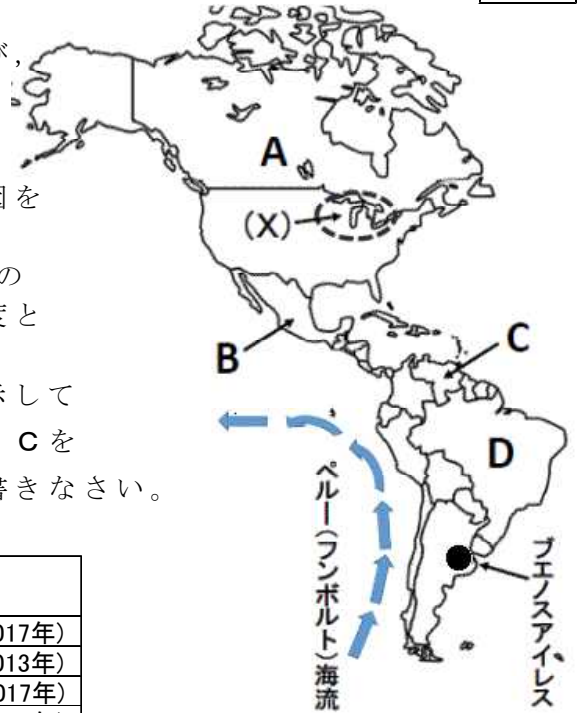 が，
図を
の
度と
示して
Cを
書きなさい。
017年）
013年）
017年）
A
（X）
B
C
D
ペルー（フンボルト）海流
ブエノスアイレス